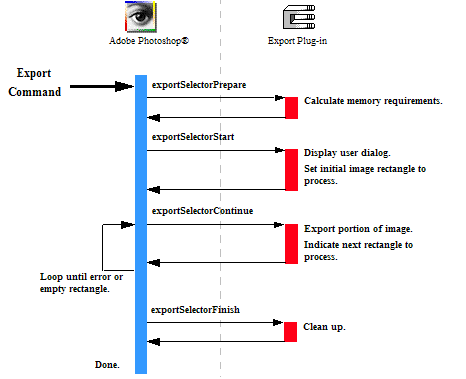 Adobe Photoshop®
Export Plug-in
Export
Command
exportSelectorPrepare
Calculate memory requirements.
exportSelectorStart
Display user dialog.
Set initial image rectangle to
process.
exportSelectorContinue
Export portion of image.
Indicate next rectangle to
process.
Loop until error or
empty rectangle.
exportSelectorFinish
Clean up.
Done.